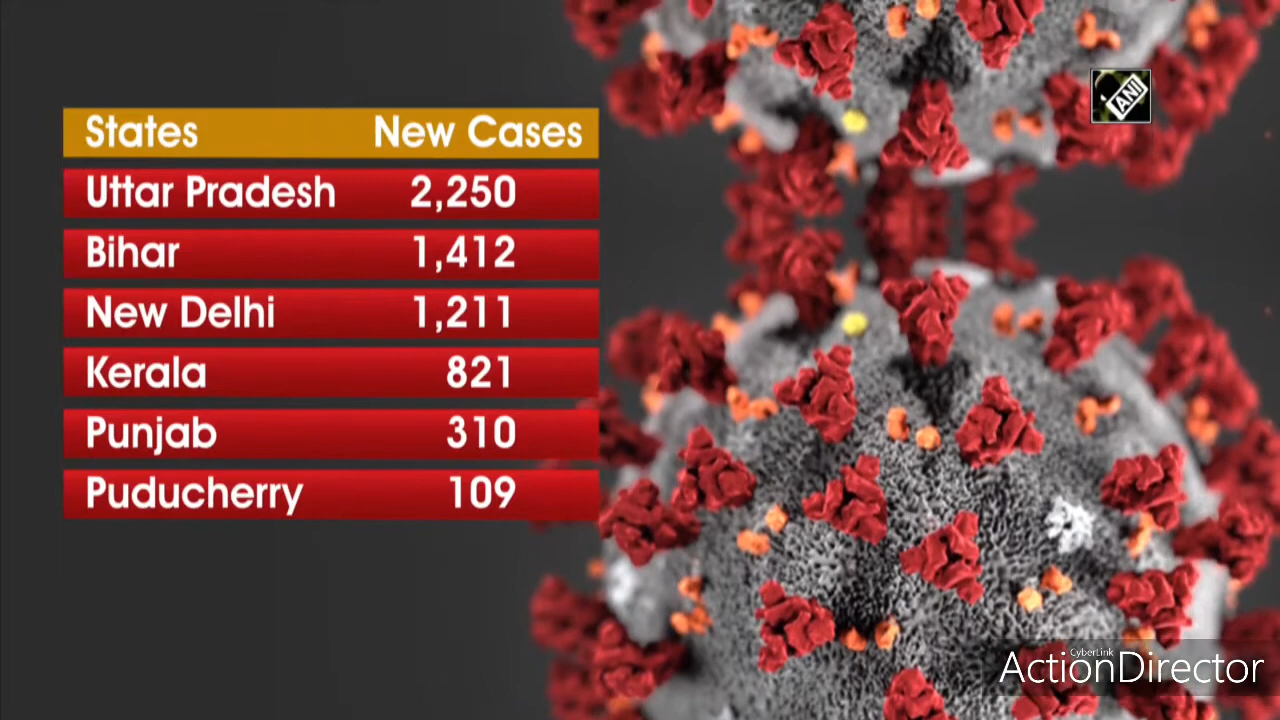 ANI
States New Cases
Uttar Pradesh 2,250
Bihar 1,412
New Delhi 1,211
Kerala 821
Punjab 310
Puducherry 109
CyberLink
ActionDirector